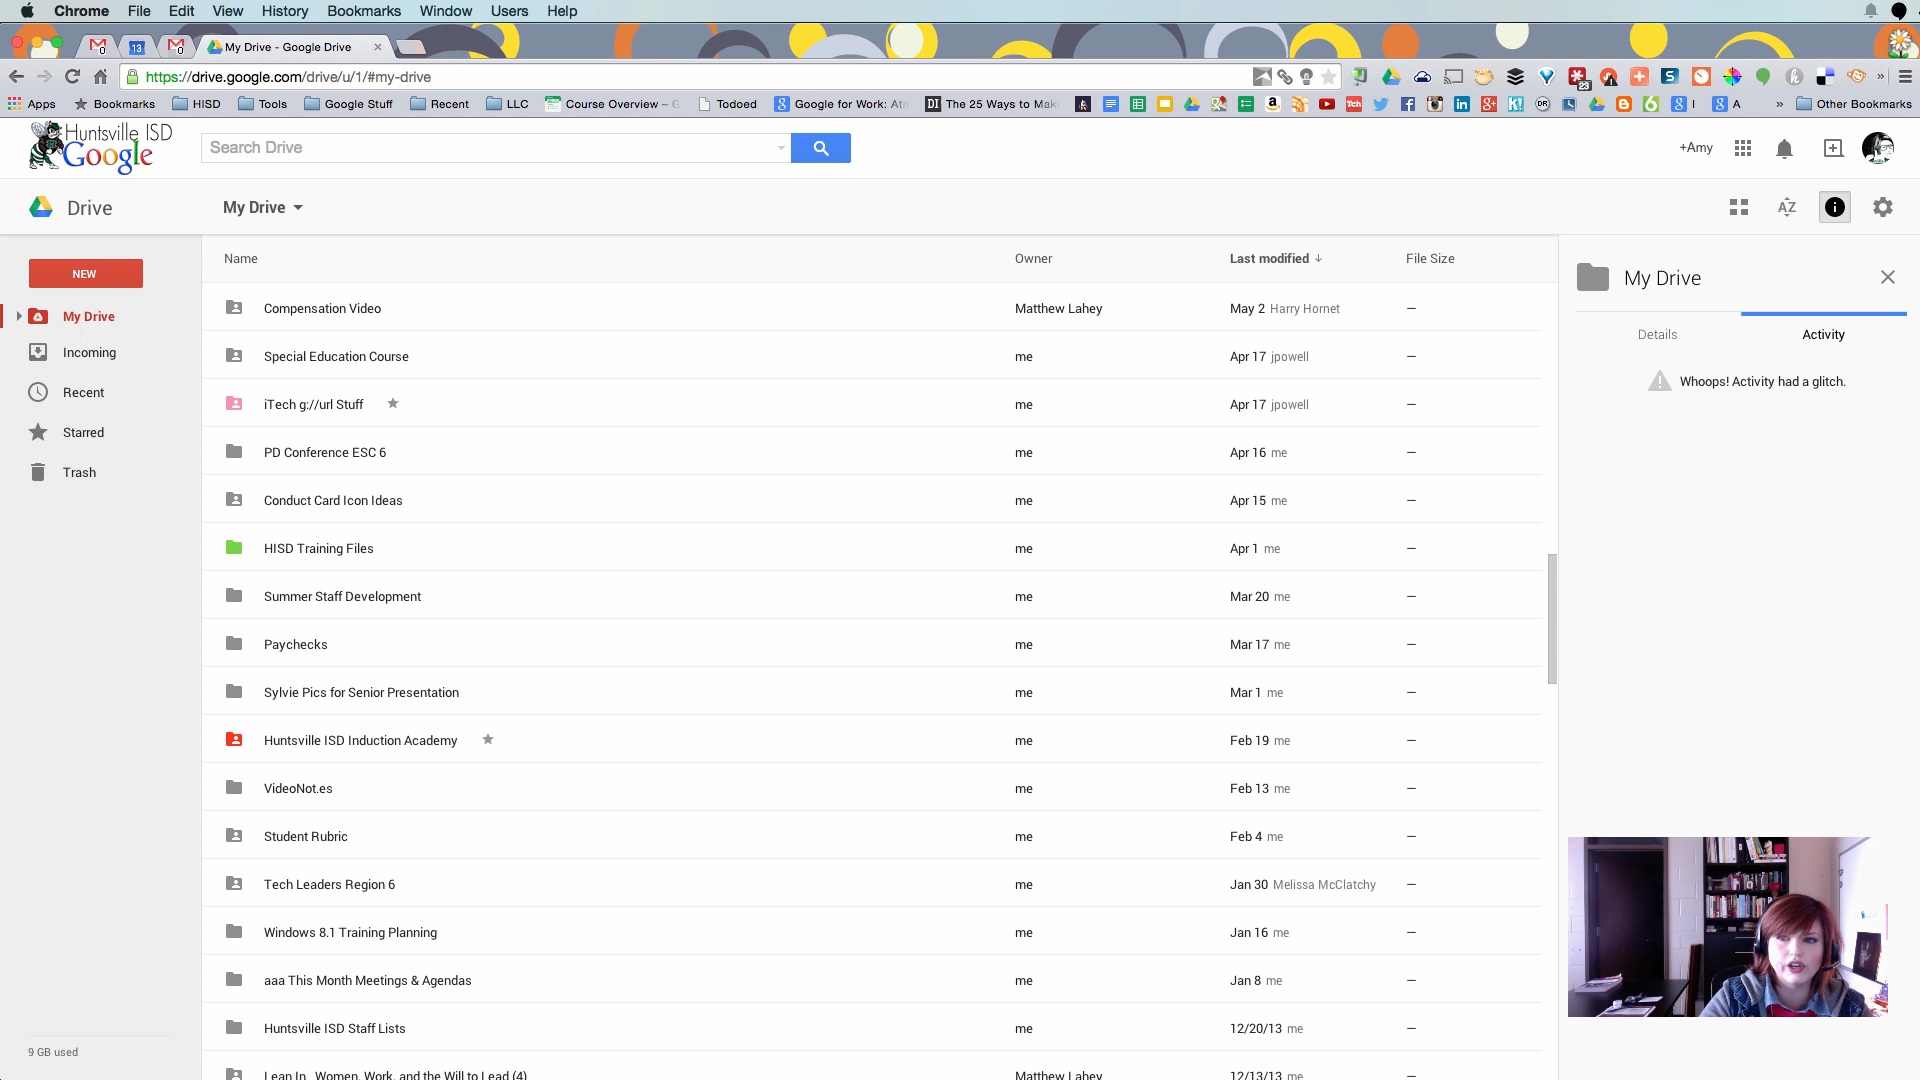 Chrome File Edit View History Bookmarks Window Users Help
My Drive - Google Drive
https://drive.google.com/drive/u/1/#my-drive
Apps Bookmarks HISD Tools Google Stuff Recent LLC Course Overview – G Todoed Google for Work: Atm The 25 Ways to Make I A » Other Bookmarks
Huntsville ISD
Google
Search Drive
+Amy
Drive
My Drive
AZ
Name Owner Last modified ↓ File Size
NEW
My Drive
Incoming
Recent
Starred
Trash
9 GB used
Compensation Video Matthew Lahey May 2 Harry Hornet —
Special Education Course me Apr 17 jpowell —
iTech g://url Stuff me Apr 17 jpowell —
PD Conference ESC 6 me Apr 16 me —
Conduct Card Icon Ideas me Apr 15 me —
HISD Training Files me Apr 1 me —
Summer Staff Development me Mar 20 me —
Paychecks me Mar 17 me —
Sylvie Pics for Senior Presentation me Mar 1 me —
Huntsville ISD Induction Academy me Feb 19 me —
VideoNot.es me Feb 13 me —
Student Rubric me Feb 4 me —
Tech Leaders Region 6 me Jan 30 Melissa McClatchy —
Windows 8.1 Training Planning me Jan 16 me —
aaa This Month Meetings & Agendas me Jan 8 me —
Huntsville ISD Staff Lists me 12/20/13 me —
Lean In_ Women, Work, and the Will to Lead (4) Matthew Lahey 12/13/13 me —
My Drive
Details Activity
Whoops! Activity had a glitch.